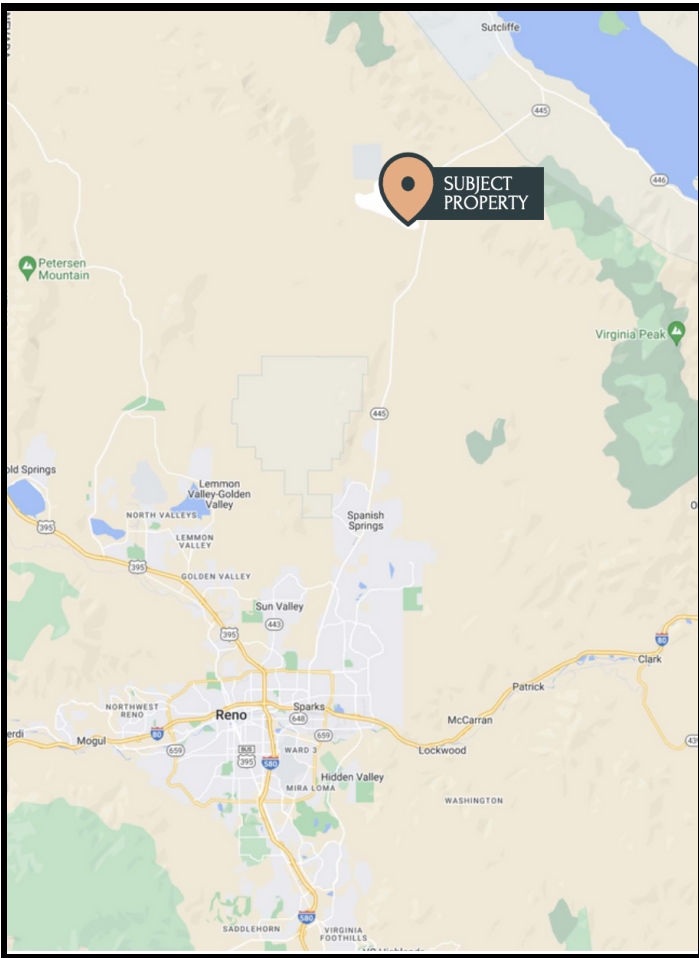 Sutcliffe
445
446
SUBJECT
PROPERTY
Petersen
Mountain
Virginia Peak
445
old Springs
Lemmon
Valley-Golden
Valley
NORTH VALLEYS
Spanish
Springs
395
LEMMON
VALLEY
395
GOLDEN VALLEY
Sun Valley
443
395
80
Clark
Patrick
NORTHWEST
RENO
Reno
Sparks
648
McCarran
erdi
Mogul
80
659
659
BUS
395
WARD 3
Lockwood
580
Hidden Valley
MIRA LOMA
WASHINGTON
580
SADDLEHORN
VIRGINIA
FOOTHILLS